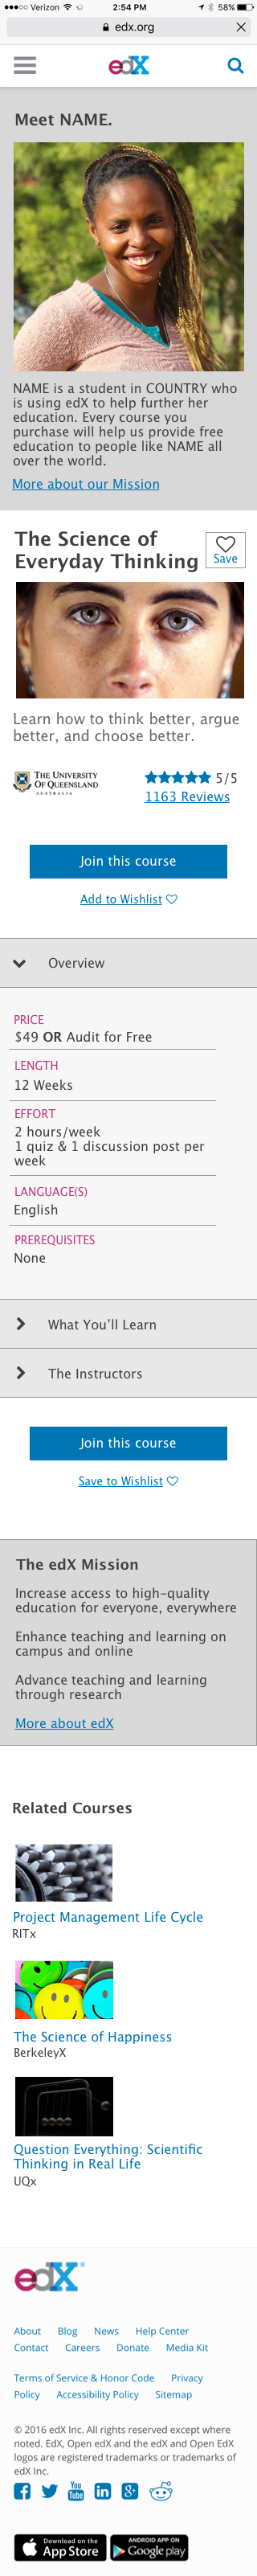 Verizon 2:54 PM 58%
edx.org
edX
Meet NAME.
NAME is a student in COUNTRY who
is using edX to help further her
education. Every course you
purchase will help us provide free
education to people like NAME all
over the world.
More about our Mission
The Science of
Everyday Thinking
Save
Learn how to think better, argue
better, and choose better.
THE UNIVERSITY
OF QUEENSLAND
AUSTRALIA
5/5
1163 Reviews
Join this course
Add to Wishlist
Overview
PRICE
$49 OR Audit for Free
LENGTH
12 Weeks
EFFORT
2 hours/week
1 quiz & 1 discussion post per
week
LANGUAGE(S)
English
PREREQUISITES
None
What You’ll Learn
The Instructors
Join this course
Save to Wishlist
The edX Mission
Increase access to high-quality
education for everyone, everywhere
Enhance teaching and learning on
campus and online
Advance teaching and learning
through research
More about edX
Related Courses
Project Management Life Cycle
RITx
The Science of Happiness
BerkeleyX
Question Everything: Scientific
Thinking in Real Life
UQx
edX®
About Blog News Help Center
Contact Careers Donate Media Kit
Terms of Service & Honor Code Privacy
Policy Accessibility Policy Sitemap
© 2016 edX Inc. All rights reserved except where
noted. EdX, Open edX and the edX and Open EdX
logos are registered trademarks or trademarks of
edX Inc.
You
Tube
Download on the
App Store
ANDROID APP ON
Google play